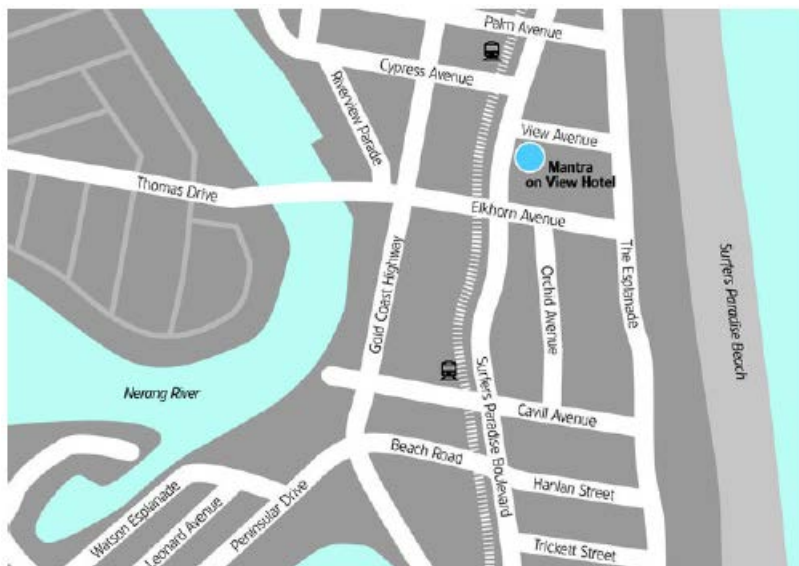 Palm Avenue
Cypress Avenue
Riverview Parade
View Avenue
Mantra
on View Hotel
Thomas Drive
Elkhorn Avenue
Gold Coast Highway
Orchid Avenue
The Esplanade
Surfers Paradise Beach
Nerang River
Surfers Paradise Boulevard
Cavill Avenue
Beach Road
Hanlan Street
Watson Esplanade
Leonard Avenue
Peninsular Drive
Trickett Street